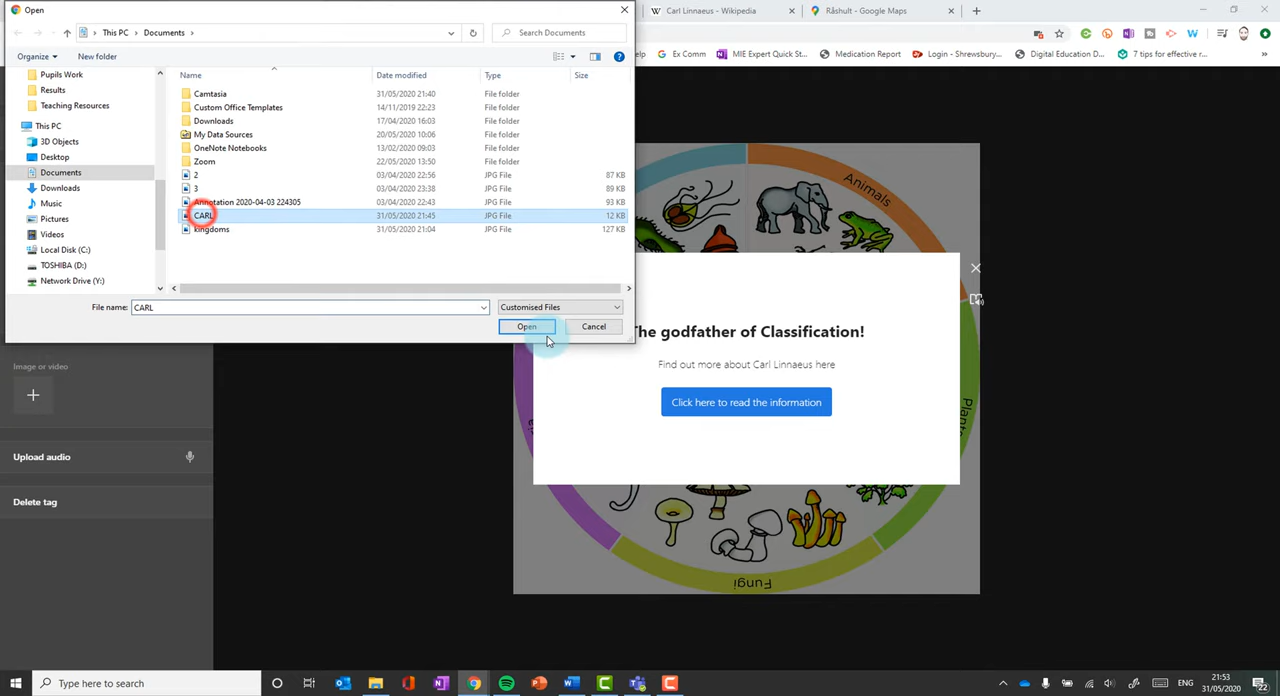 Open
Carl Linnaeus - Wikipedia
Råshult - Google Maps
This PC
Documents
Search Documents
Organize
New folder
Ex Comm
MIE Expert Quick St...
Medication Report
Login - Shrewsbury...
Digital Education D...
7 tips for effective r...
Name
Date modified
Type
Size
Pupils Work
Results
Teaching Resources
This PC
3D Objects
Desktop
Documents
Downloads
Music
Pictures
Videos
Local Disk (C:)
TOSHIBA (D:)
Network Drive (Y:)
Camtasia 31/05/2020 21:40 File folder
Custom Office Templates 14/11/2019 22:23 File folder
Downloads 17/04/2020 16:03 File folder
My Data Sources 20/05/2020 10:06 File folder
OneNote Notebooks 13/02/2020 09:03 File folder
Zoom 22/05/2020 13:50 File folder
2 03/04/2020 22:56 JPG File 87 KB
3 03/04/2020 23:38 JPG File 89 KB
Annotation 2020-04-03 224305 03/04/2020 22:43 JPG File 93 KB
CARL 31/05/2020 21:45 JPG File 12 KB
kingdoms 31/05/2020 21:04 JPG File 127 KB
File name: CARL
Customised Files
Open
Cancel
Image or video
Upload audio
Delete tag
Animals
The godfather of Classification!
Find out more about Carl Linnaeus here
Click here to read the information
Plants
Fungi
Type here to search
ENG
21:53
31/05/2020
22